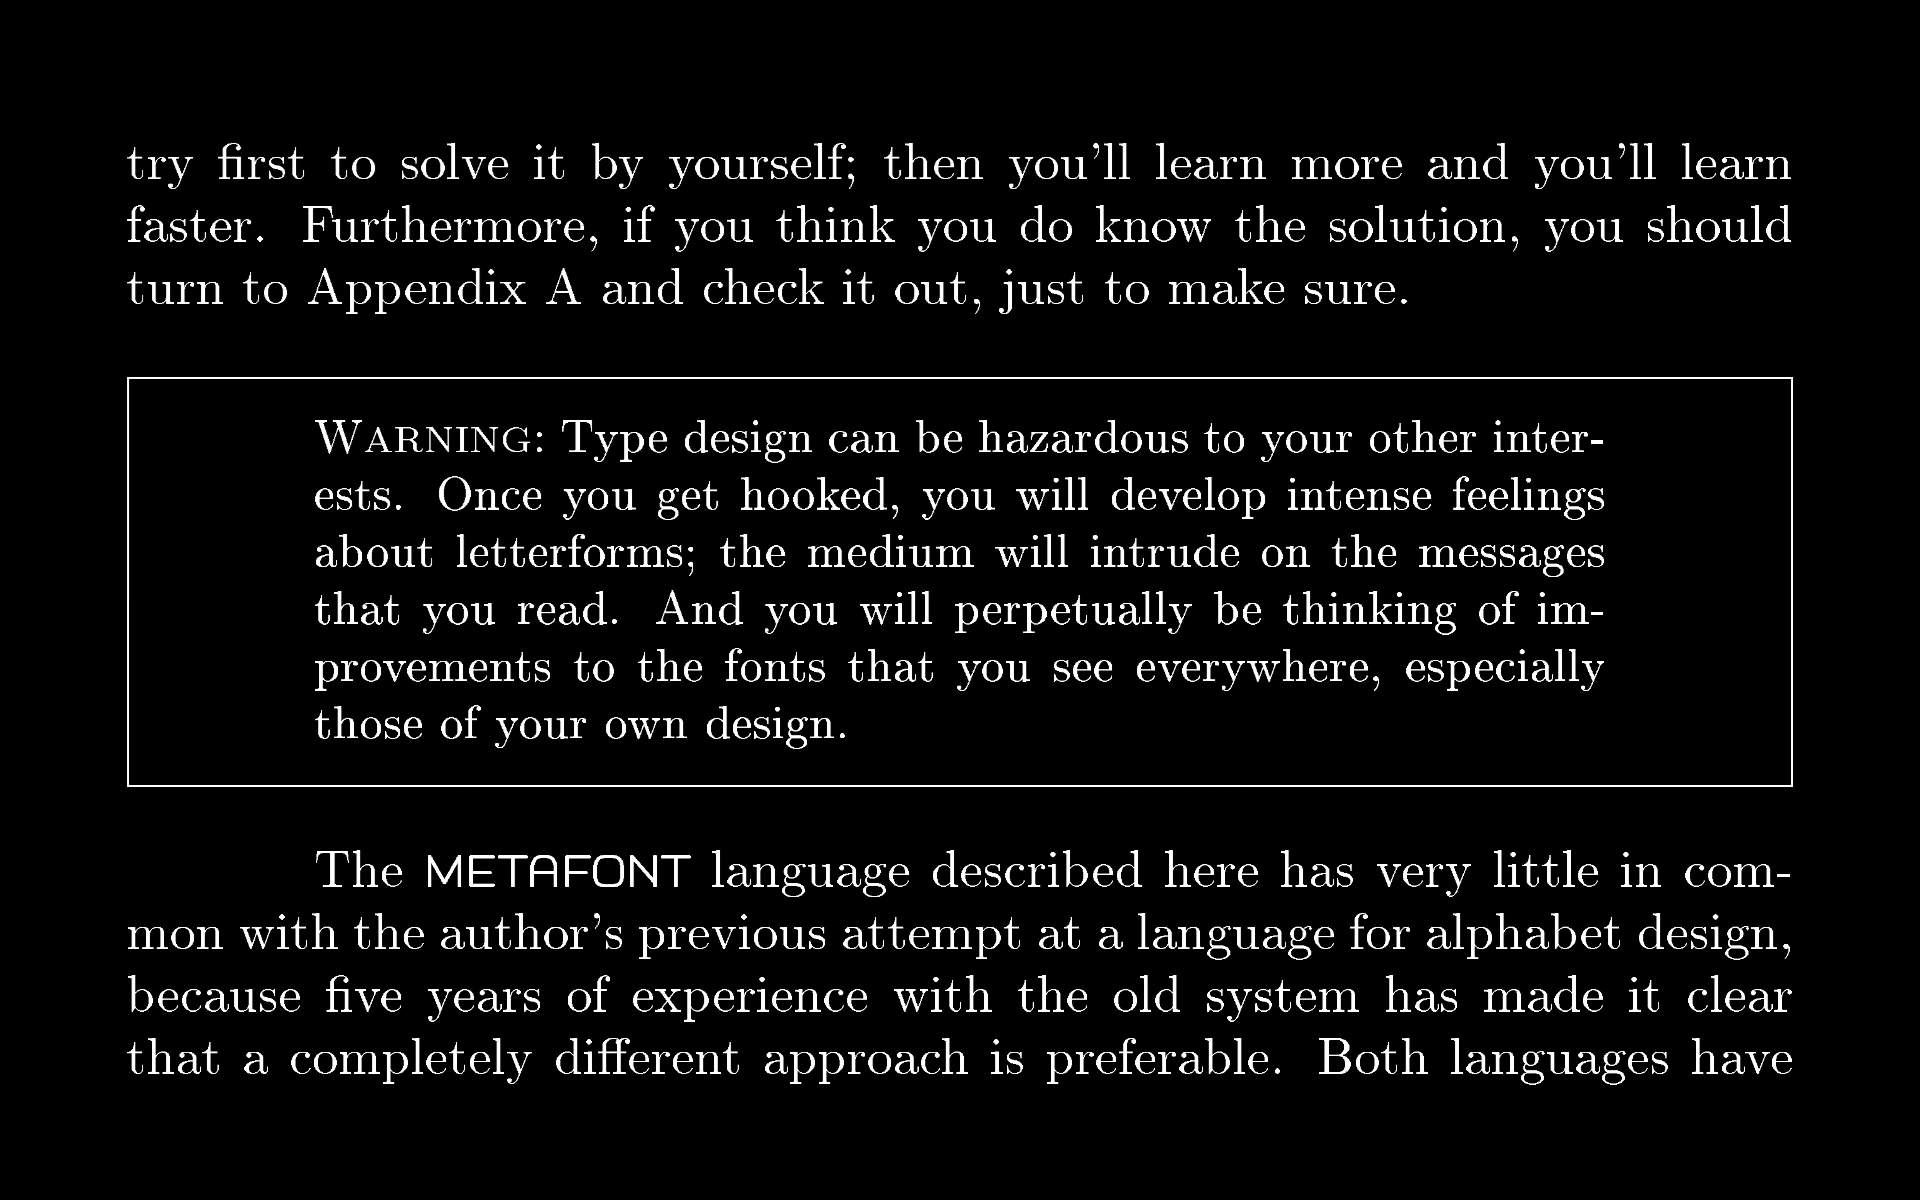 try first to solve it by yourself; then you’ll learn more and you’ll learn
faster. Furthermore, if you think you do know the solution, you should
turn to Appendix A and check it out, just to make sure.
WARNING: Type design can be hazardous to your other inter-
ests. Once you get hooked, you will develop intense feelings
about letterforms; the medium will intrude on the messages
that you read. And you will perpetually be thinking of im-
provements to the fonts that you see everywhere, especially
those of your own design.
The METAFONT language described here has very little in com-
mon with the author’s previous attempt at a language for alphabet design,
because five years of experience with the old system has made it clear
that a completely different approach is preferable. Both languages have